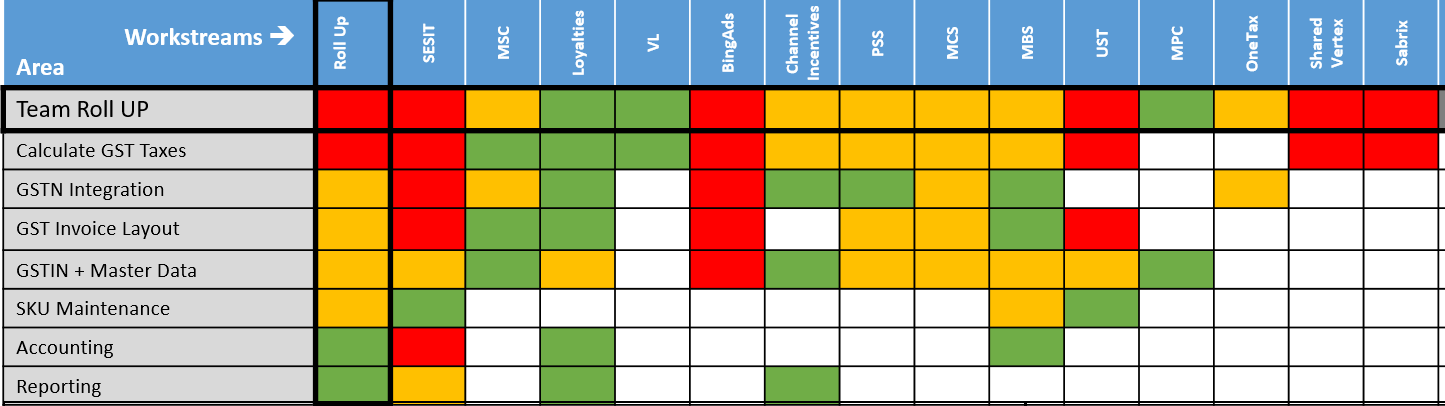 Workstreams →
Area
Roll Up
SESIT
MSC
Loyalties
VL
BingAds
Channel
Incentives
PSS
MCS
MBS
UST
MPC
OneTax
Shared
Vertex
Sabrix
Team Roll UP
Calculate GST Taxes
GSTN Integration
GST Invoice Layout
GSTIN + Master Data
SKU Maintenance
Accounting
Reporting